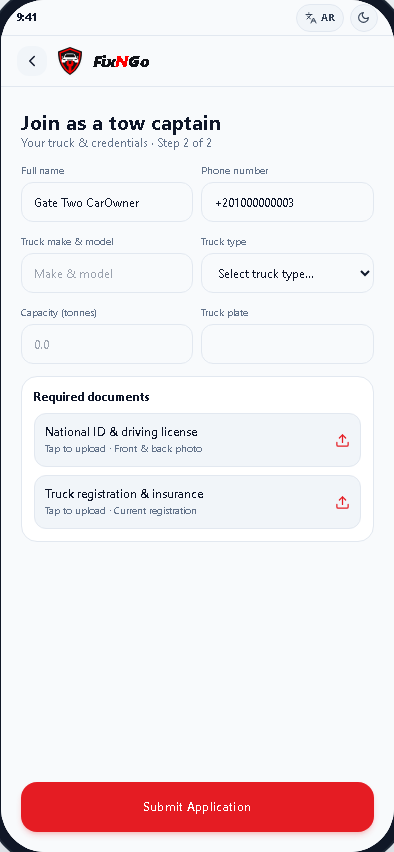 9:41
AR
FixNGo
Join as a tow captain
Your truck & credentials · Step 2 of 2
Full name
Phone number
Gate Two CarOwner
+201000000003
Truck make & model
Truck type
Make & model
Select truck type...
Capacity (tonnes)
Truck plate
0.0
Required documents
National ID & driving license
Tap to upload · Front & back photo
Truck registration & insurance
Tap to upload · Current registration
Submit Application